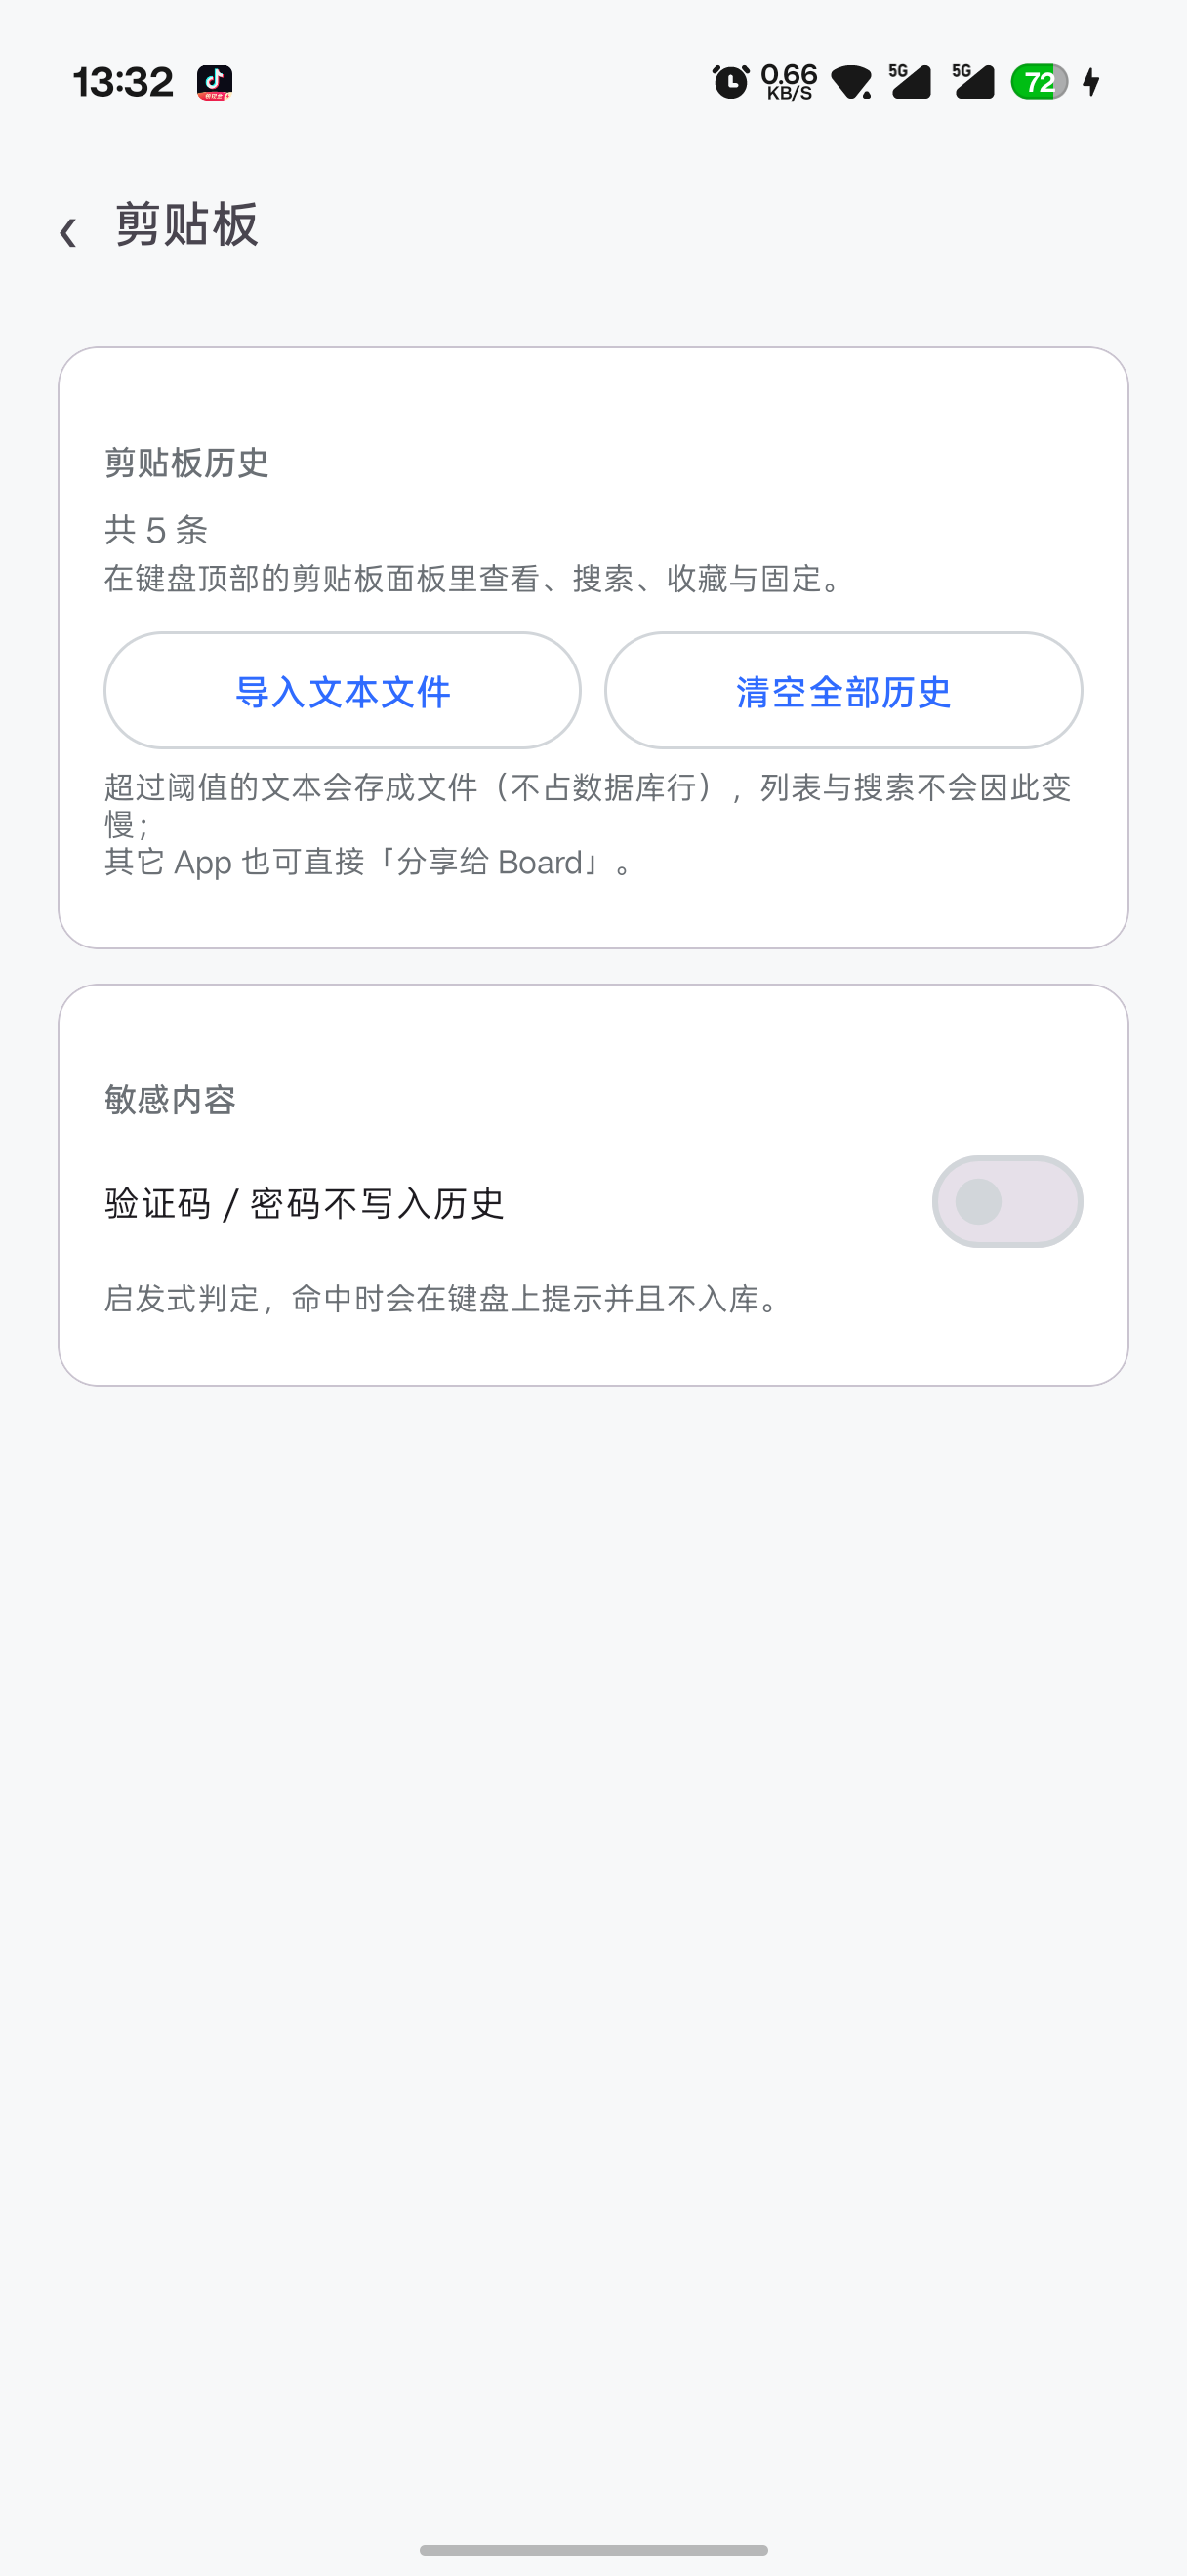 13:32
0.66
KB/S
5G
5G
72
剪贴板
剪贴板历史
共 5 条
在键盘顶部的剪贴板面板里查看、搜索、收藏与固定。
导入文本文件
清空全部历史
超过阈值的文本会存成文件（不占数据库行），列表与搜索不会因此变
慢；
其它 App 也可直接「分享给 Board」。
敏感内容
验证码 / 密码不写入历史
启发式判定，命中时会在键盘上提示并且不入库。